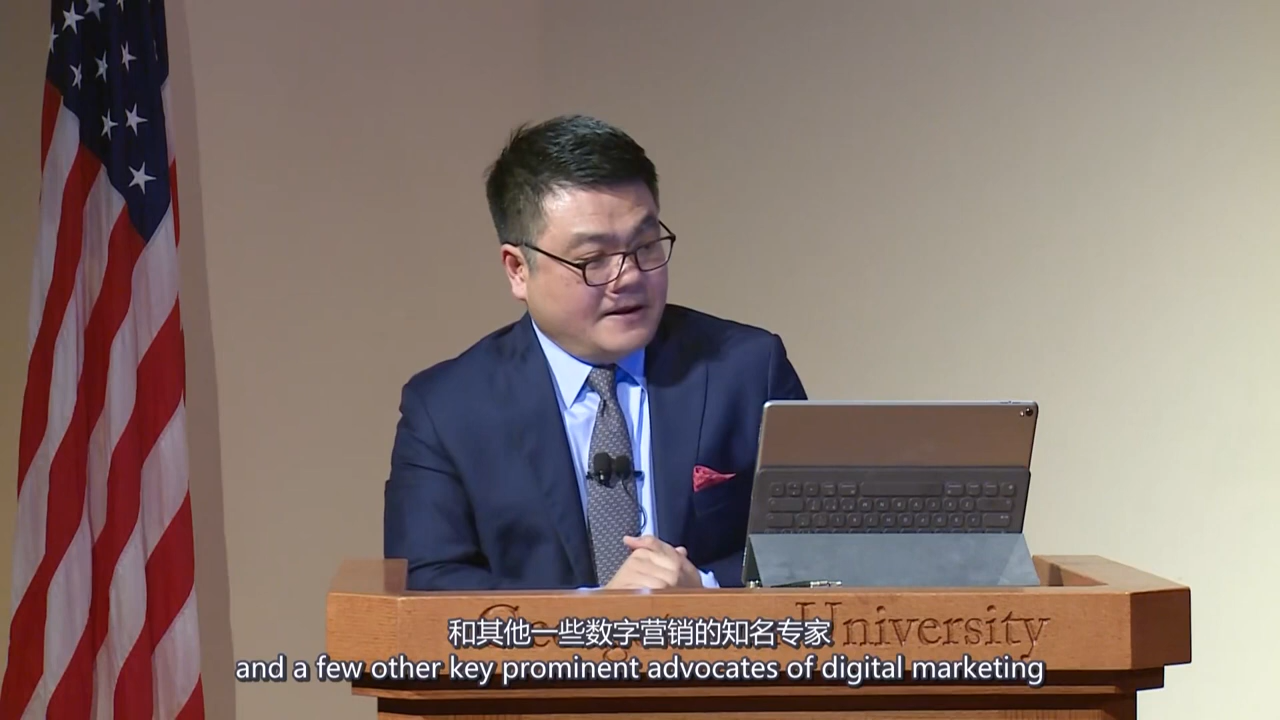 University
和其他一些数字营销的知名专家
and a few other key prominent advocates of digital marketing